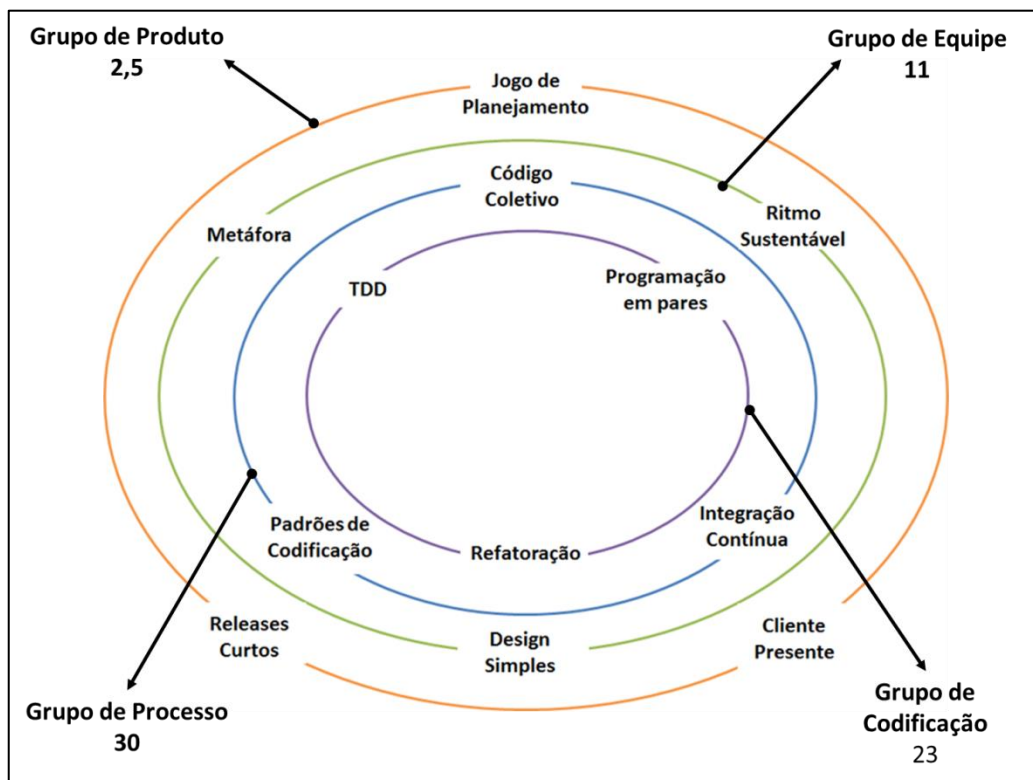 Grupo de Produto
2,5
Grupo de Equipe
11
Jogo de
Planejamento
Código
Coletivo
Metáfora
Ritmo
Sustentável
TDD
Programação
em pares
Padrões de
Codificação
Refatoração
Integração
Contínua
Releases
Curtos
Design
Simples
Cliente
Presente
Grupo de Processo
30
Grupo de
Codificação
23